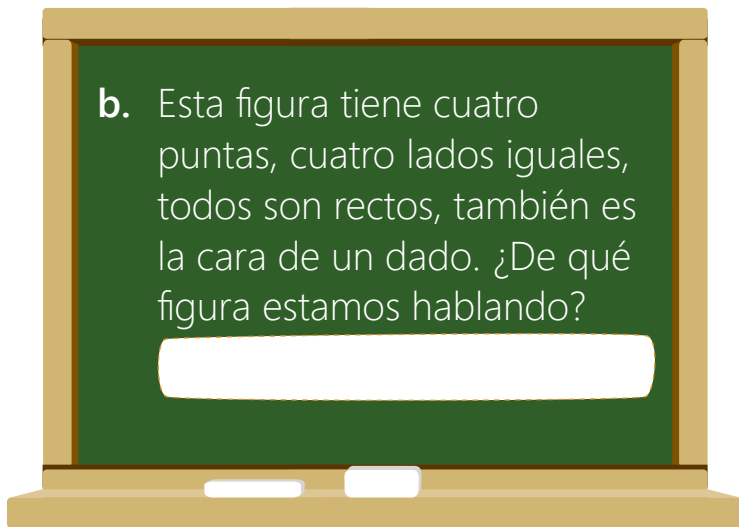 b. Esta figura tiene cuatro
puntas, cuatro lados iguales,
todos son rectos, también es
la cara de un dado. ¿De qué
figura estamos hablando?